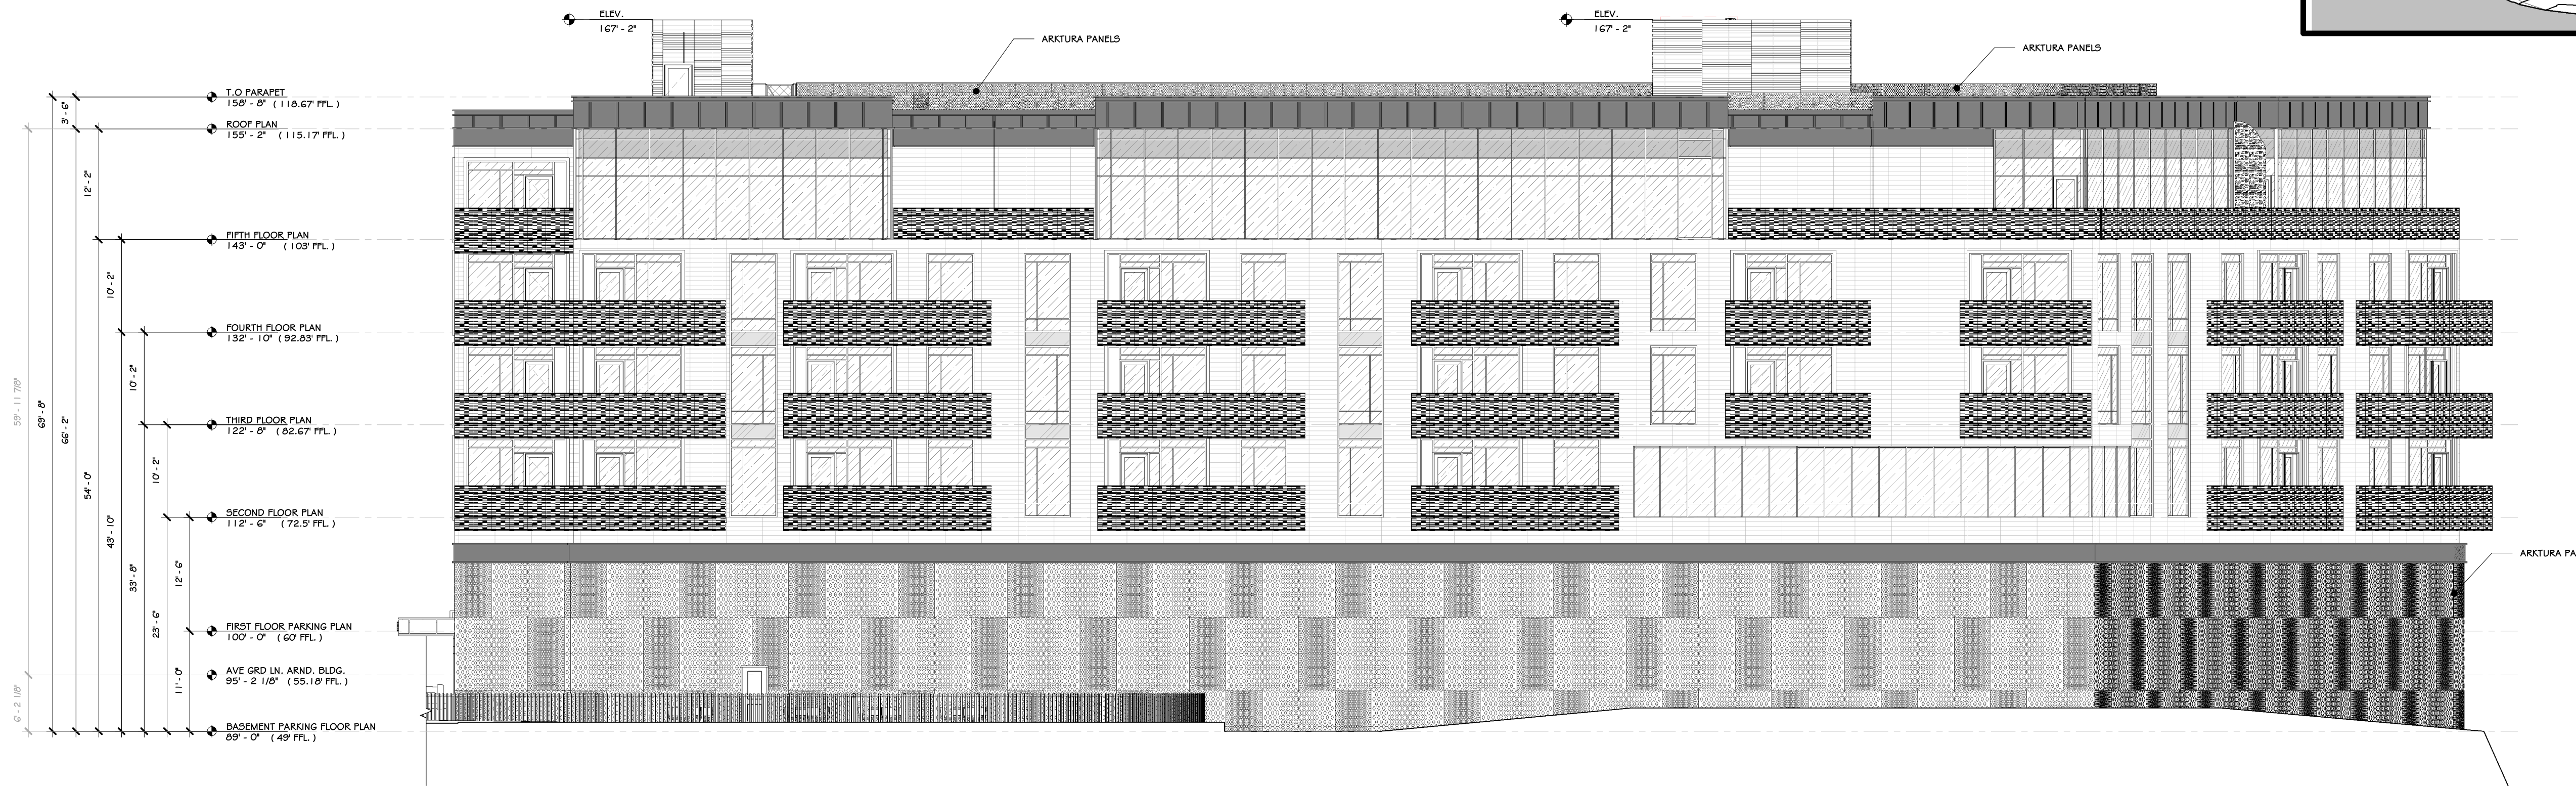 ELEV.
167' - 2"
ELEV.
167' - 2"
ARKTURA PANELS
ARKTURA PANELS
T.O PARAPET
158' - 8" ( 118.67' FFL. )
3' - 6"
ROOF PLAN
155' - 2" ( 115.17' FFL. )
12' - 2"
FIFTH FLOOR PLAN
143' - 0" ( 103' FFL. )
10' - 2"
FOURTH FLOOR PLAN
132' - 10" ( 92.83' FFL. )
10' - 2"
59' - 11 7/8"
69' - 8"
66' - 2"
THIRD FLOOR PLAN
122' - 8" ( 82.67' FFL. )
54' - 0"
10' - 2"
SECOND FLOOR PLAN
112' - 6" ( 72.5' FFL. )
43' - 10"
33' - 8"
12' - 6"
ARKTURA PA
23' - 6"
FIRST FLOOR PARKING PLAN
100' - 0" ( 60' FFL. )
AVE GRD LN. ARND. BLDG.
95' - 2 1/8" ( 55.18' FFL. )
11' - 0"
6' - 2 1/8"
BASEMENT PARKING FLOOR PLAN
89' - 0" ( 49' FFL. )